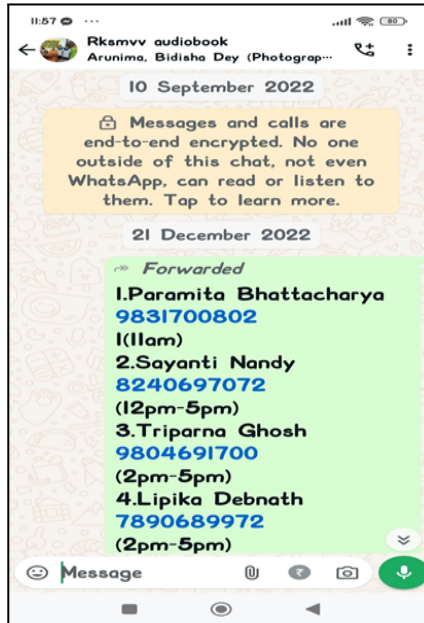 11:57 ...
80
Rksmvv audiobook
Arunima, Bidisha Dey (Photograp...
10 September 2022
Messages and calls are
end-to-end encrypted. No one
outside of this chat, not even
WhatsApp, can read or listen to
them. Tap to learn more.
21 December 2022
Forwarded
1.Paramita Bhattacharya
9831700802
1(11am)
2.Sayanti Nandy
8240697072
(12pm-5pm)
3.Triparna Ghosh
9804691700
(2pm-5pm)
4.Lipika Debnath
7890689972
(2pm-5pm)
Message
₹